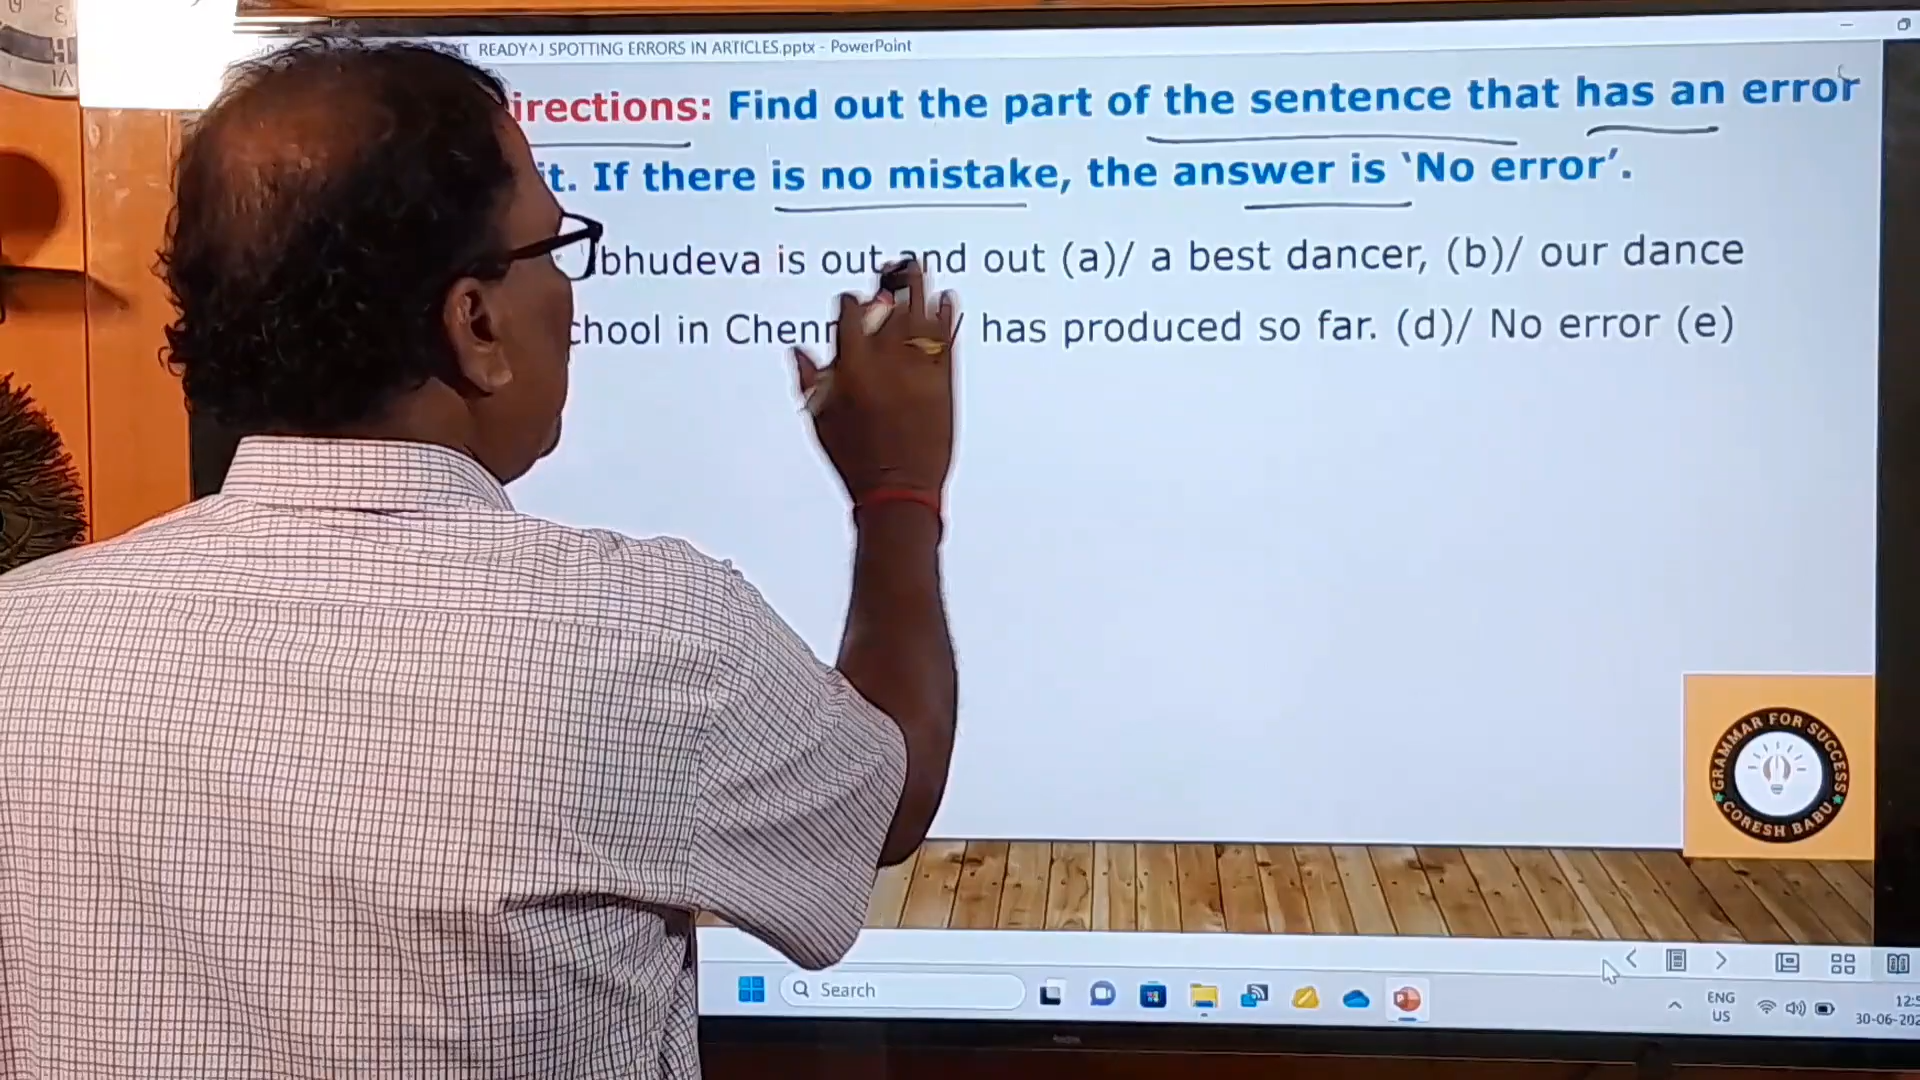 READY^J SPOTTING ERRORS IN ARTICLES.pptx - PowerPoint
irections: Find out the part of the sentence that has an error
t. If there is no mistake, the answer is ‘No error’.
bhudeva is out and out (a)/ a best dancer, (b)/ our dance
chool in Chenn / has produced so far. (d)/ No error (e)
GRAMMAR FOR SUCCESS
CORESH BABU
Search
ENG
US
12:5
30-06-202